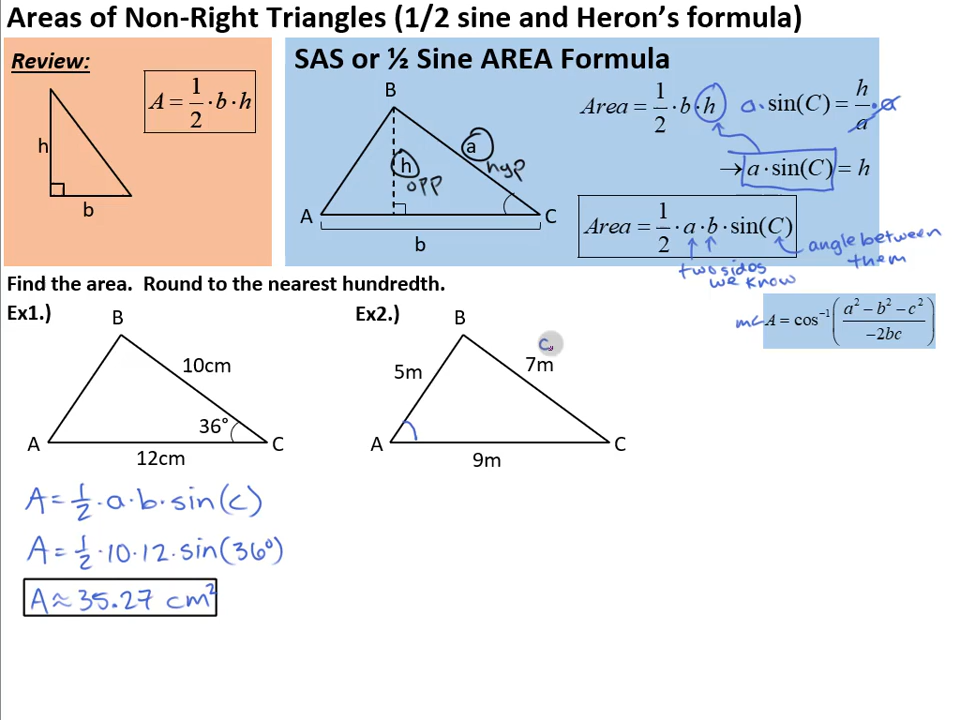 Areas of Non-Right Triangles (1/2 sine and Heron's formula)
Review:
A = 1/2 · b · h
h
b
SAS or ½ Sine AREA Formula
B
h
opp
a
hyp
A
C
b
Area = 1/2 · b · h
a · sin(C) = h/a · a
→ a · sin(C) = h
Area = 1/2 · a · b · sin(C)
two sides
we know
angle between
them
Find the area. Round to the nearest hundredth.
m∠A = cos⁻¹((a² − b² − c²)/(−2bc))
Ex1.)
B
10cm
36°
A
C
12cm
A = 1/2 · a · b · sin(C)
A = 1/2 · 10 · 12 · sin(36°)
A ≈ 35.27 cm²
Ex2.)
B
5m
7m
A
C
9m